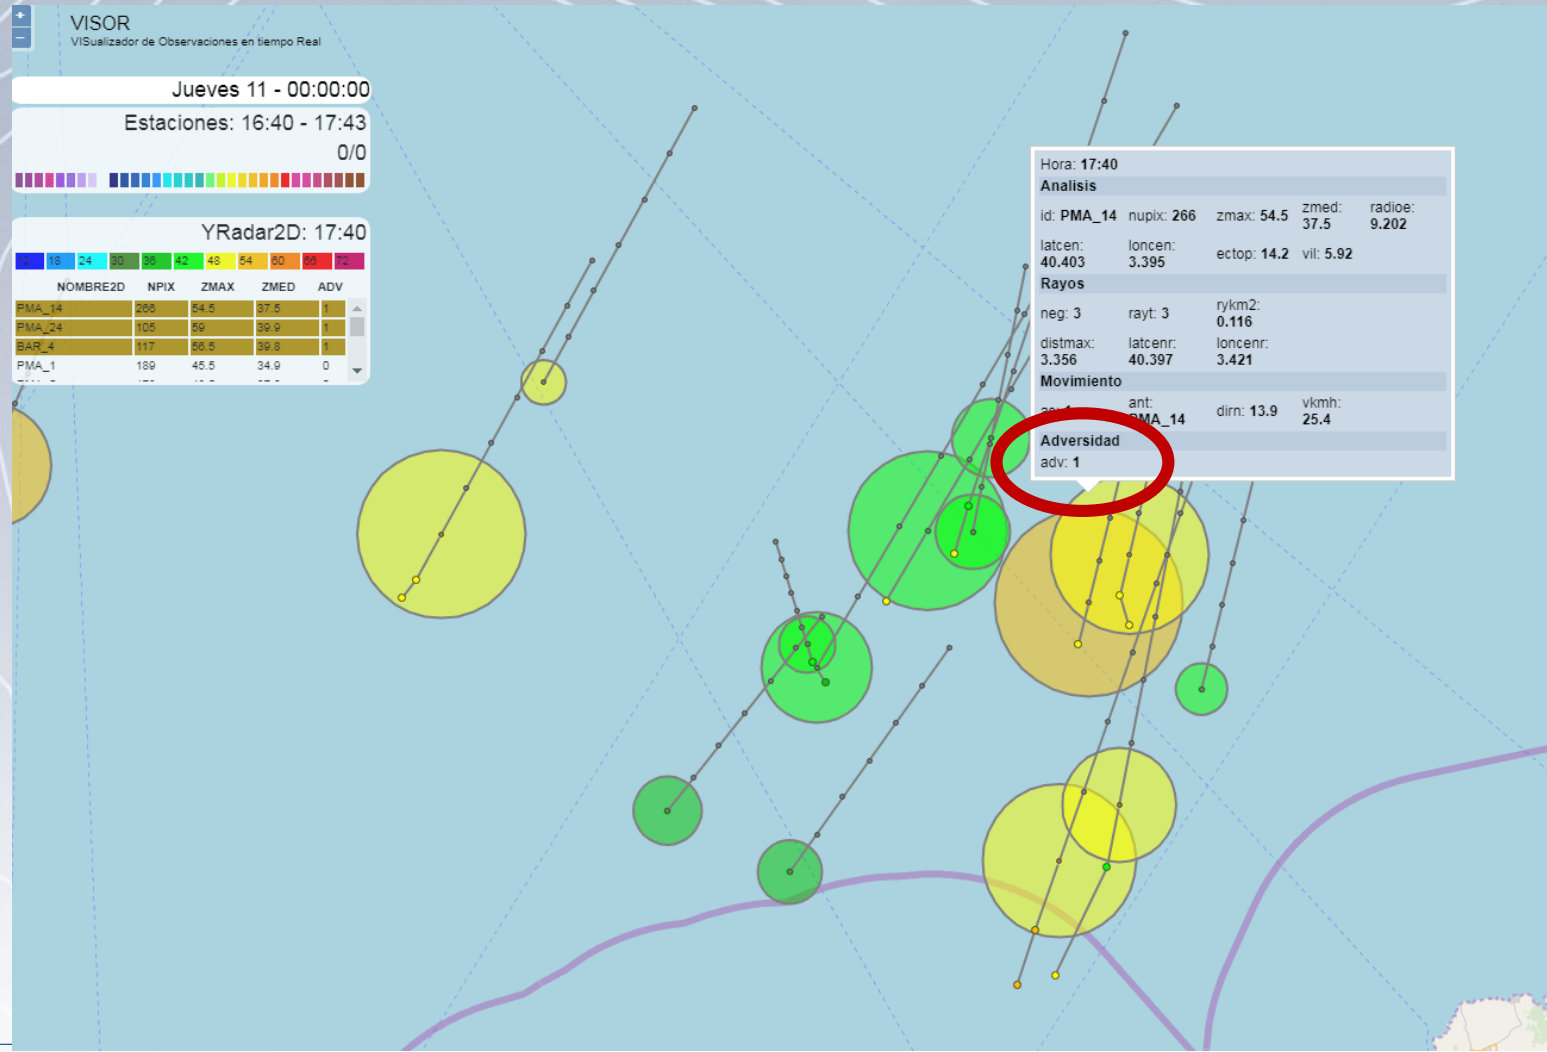 +
−
VISOR
VISualizador de Observaciones en tiempo Real
Jueves 11 - 00:00:00
Estaciones: 16:40 - 17:43
0/0
YRadar2D: 17:40
12 18 24 30 36 42 48 54 60 66 72
NOMBRE2D NPIX ZMAX ZMED ADV
PMA_14 266 54.5 37.5 1
PMA_24 105 59 39.9 1
BAR_4 117 56.5 39.8 1
PMA_1 189 45.5 34.9 0
Hora: 17:40
Analisis
id: PMA_14 nupix: 266 zmax: 54.5 zmed: 37.5 radioe: 9.202
latcen: 40.403 loncen: 3.395 ectop: 14.2 vil: 5.92
Rayos
neg: 3 rayt: 3 rykm2: 0.116
distmax: 3.356 latcenr: 40.397 loncenr: 3.421
Movimiento
ant: PMA_14 dirn: 13.9 vkmh: 25.4
Adversidad
adv: 1